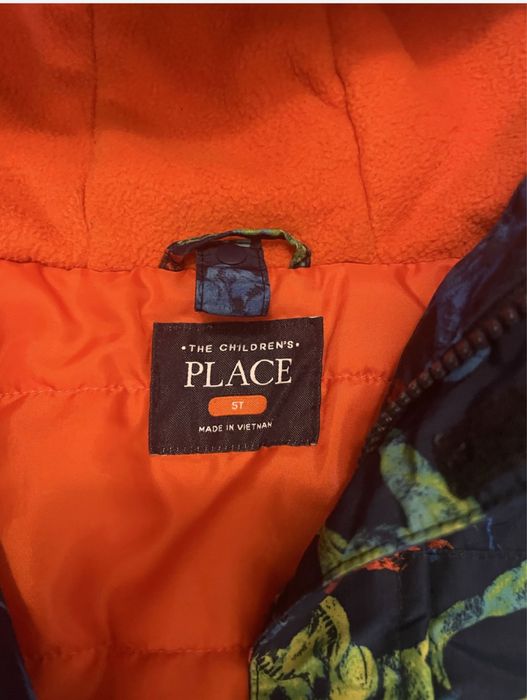 • THE CHILDREN'S •
PLACE
5T
MADE IN VIETNAM